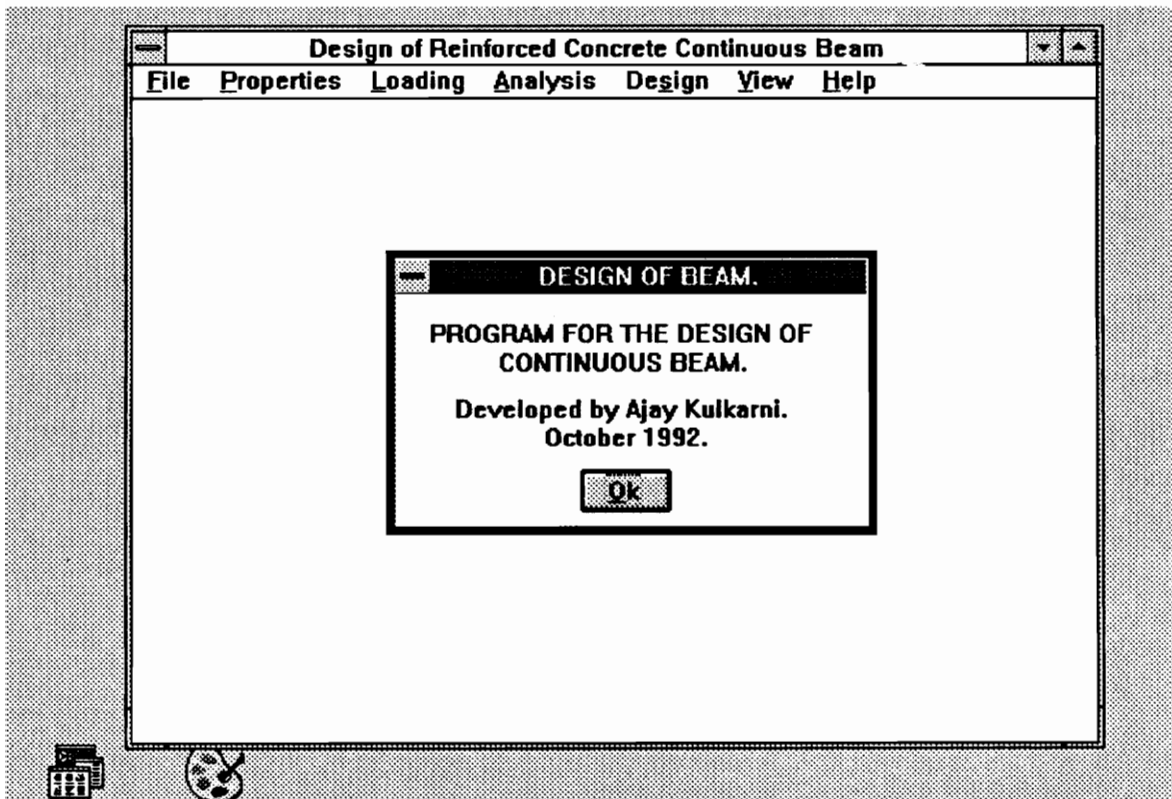 Design of Reinforced Concrete Continuous Beam
File Properties Loading Analysis Design View Help
DESIGN OF BEAM.
PROGRAM FOR THE DESIGN OF
CONTINUOUS BEAM.
Developed by Ajay Kulkarni.
October 1992.
Ok